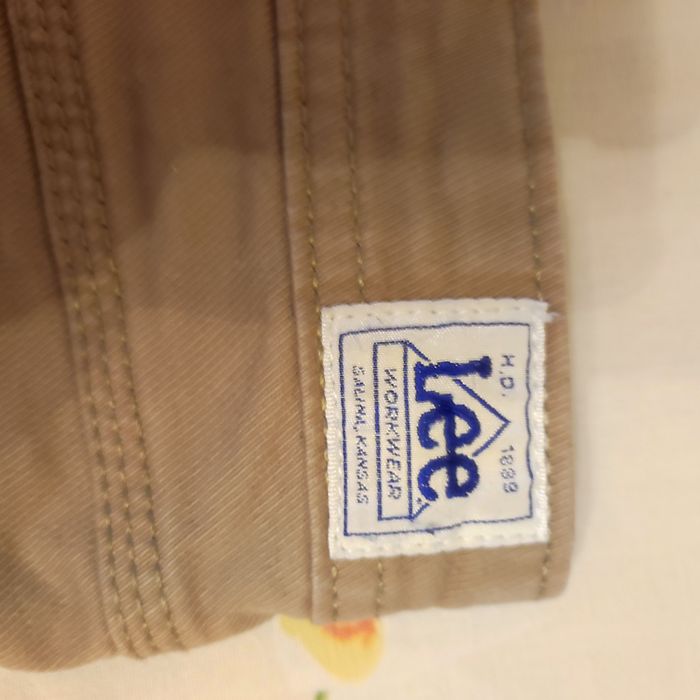 H.D. 1889
Lee
WORKWEAR
SALINA, KANSAS